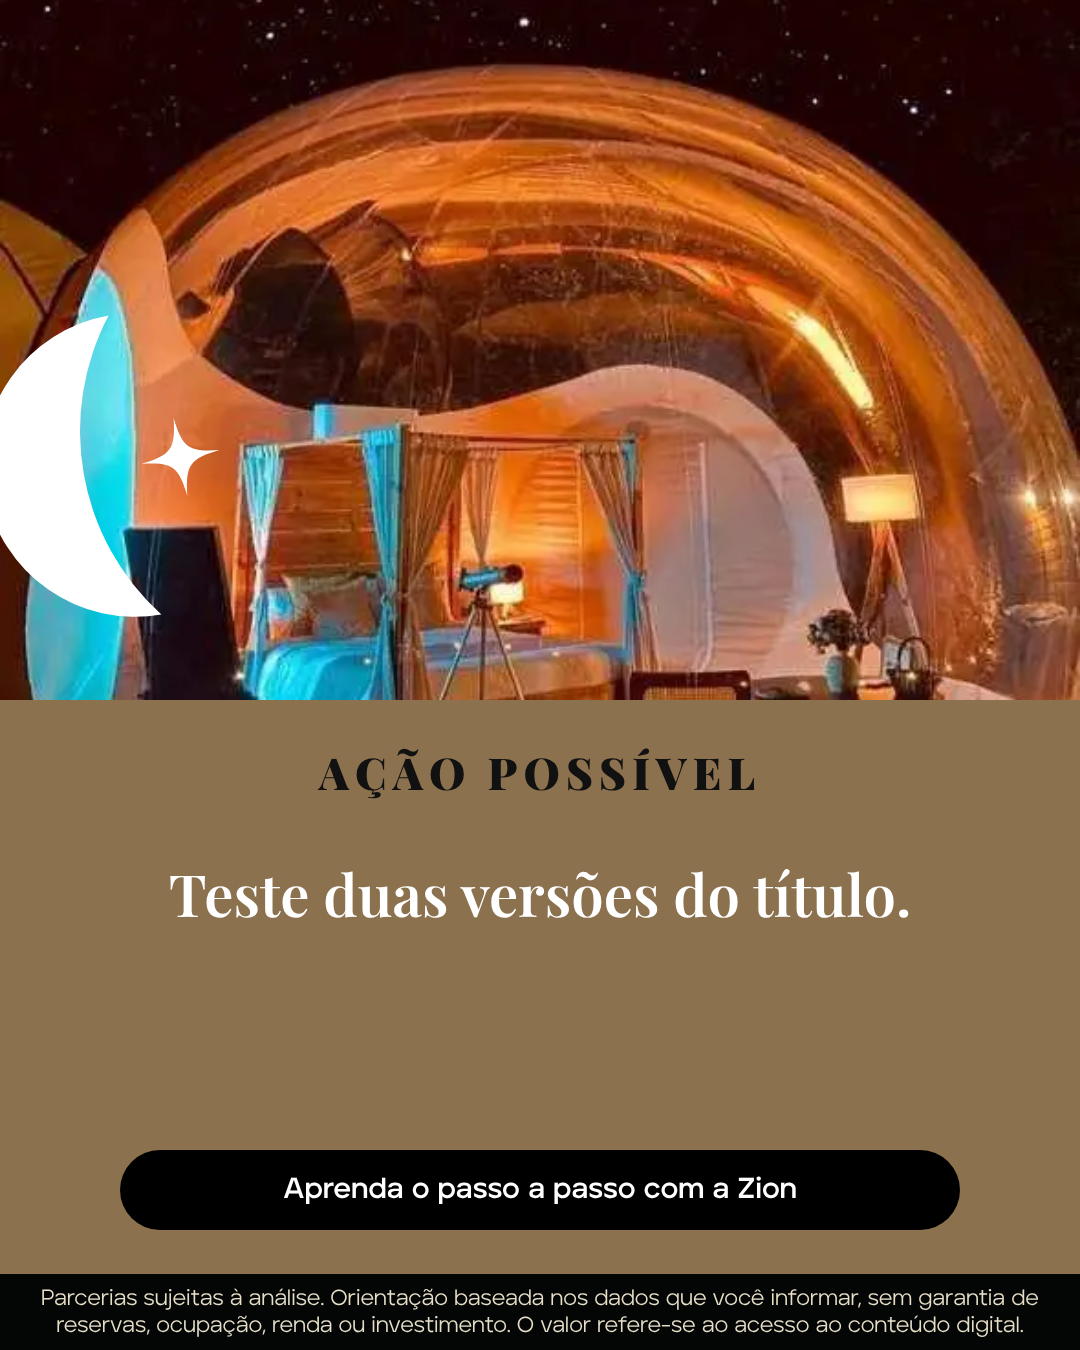 AÇÃO POSSÍVEL
Teste duas versões do título.
Aprenda o passo a passo com a Zion
Parcerias sujeitas à análise. Orientação baseada nos dados que você informar, sem garantia de
reservas, ocupação, renda ou investimento. O valor refere-se ao acesso ao conteúdo digital.